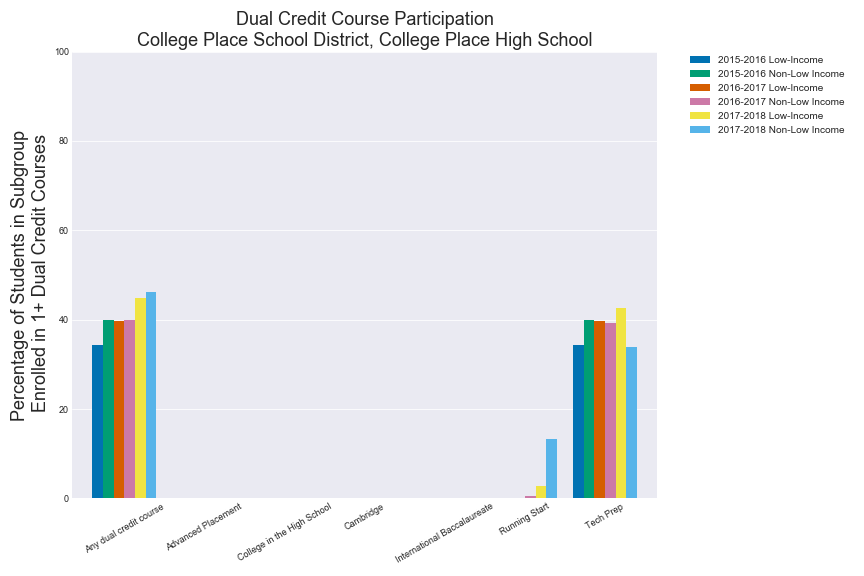 Dual Credit Course Participation
College Place School District, College Place High School
Percentage of Students in Subgroup
Enrolled in 1+ Dual Credit Courses
100
80
60
40
20
0
Any dual credit course
Advanced Placement
College in the High School
Cambridge
International Baccalaureate
Running Start
Tech Prep
2015-2016 Low-Income
2015-2016 Non-Low Income
2016-2017 Low-Income
2016-2017 Non-Low Income
2017-2018 Low-Income
2017-2018 Non-Low Income